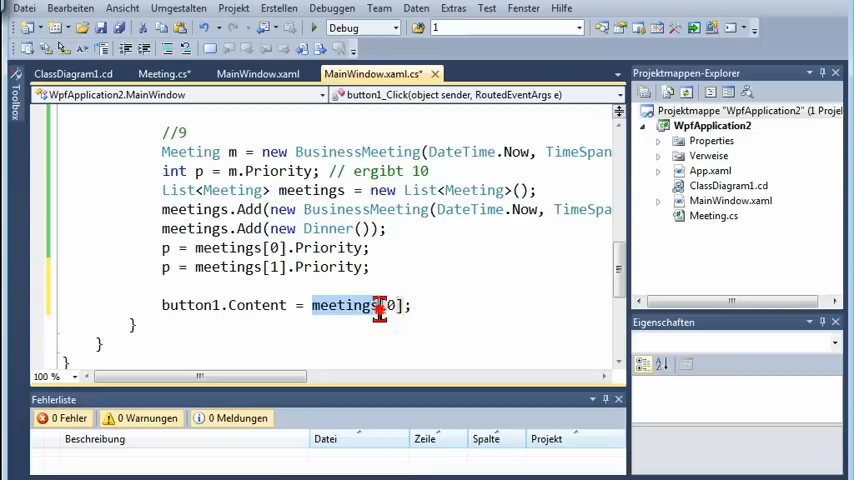 Datei Bearbeiten Ansicht Umgestalten Projekt Erstellen Debuggen Team Daten Extras Test Fenster Hilfe
Debug 1
ClassDiagram1.cd Meeting.cs* MainWindow.xaml MainWindow.xaml.cs*
WpfApplication2.MainWindow button1_Click(object sender, RoutedEventArgs e)
Toolbox
//9
Meeting m = new BusinessMeeting(DateTime.Now, TimeSpan
int p = m.Priority; // ergibt 10
List<Meeting> meetings = new List<Meeting>();
meetings.Add(new BusinessMeeting(DateTime.Now, TimeSpa
meetings.Add(new Dinner());
p = meetings[0].Priority;
p = meetings[1].Priority;
button1.Content = meetings[0];
}
}
}
100 %
Projektmappen-Explorer
Projektmappe "WpfApplication2" (1 Proj
WpfApplication2
Properties
Verweise
App.xaml
ClassDiagram1.cd
MainWindow.xaml
Meeting.cs
Eigenschaften
Fehlerliste
0 Fehler 0 Warnungen 0 Meldungen
Beschreibung Datei Zeile Spalte Projekt